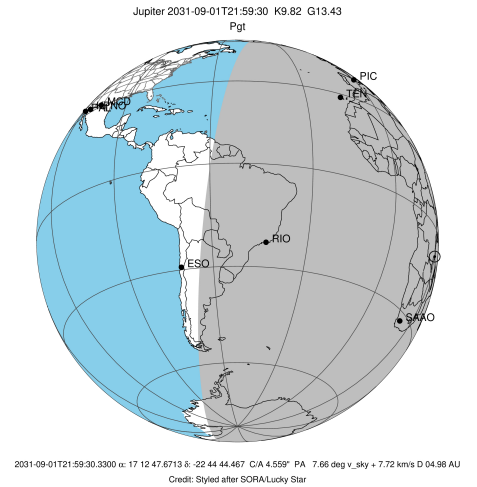 Jupiter 2031-09-01T21:59:30 K9.82 G13.43
Pgt
PIC
TEN
MCD
RIO
ESO
SAAO
2031-09-01T21:59:30.3300 α: 17 12 47.6713 δ: -22 44 44.467 C/A 4.559" PA 7.66 deg v_sky + 7.72 km/s D 04.98 AU
Credit: Styled after SORA/Lucky Star